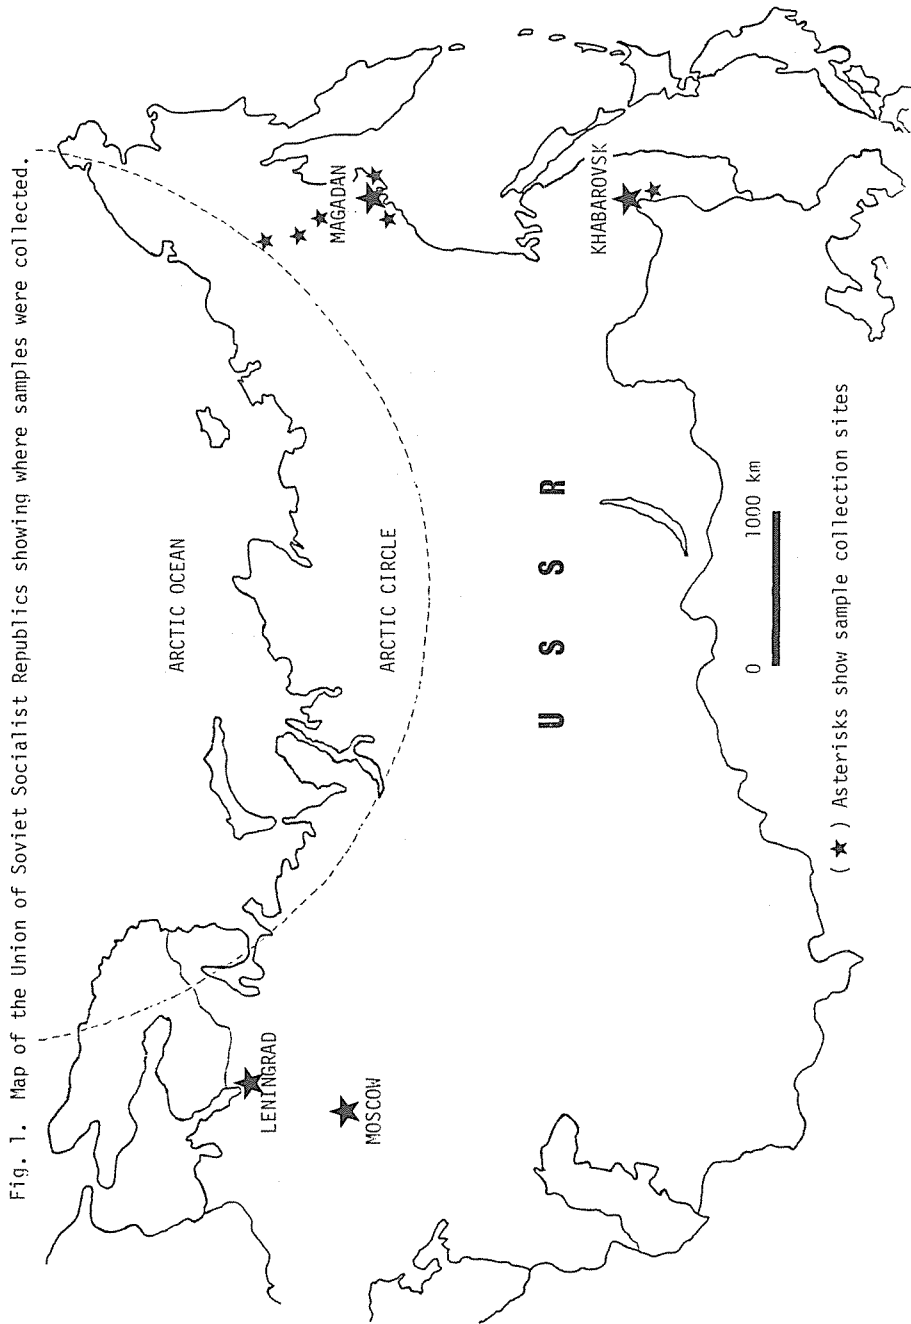 Fig. 1. Map of the Union of Soviet Socialist Republics showing where samples were collected.
ARCTIC OCEAN
ARCTIC CIRCLE
MAGADAN
LENINGRAD
MOSCOW
U S S R
KHABAROVSK
0 1000 km
( ★ ) Asterisks show sample collection sites